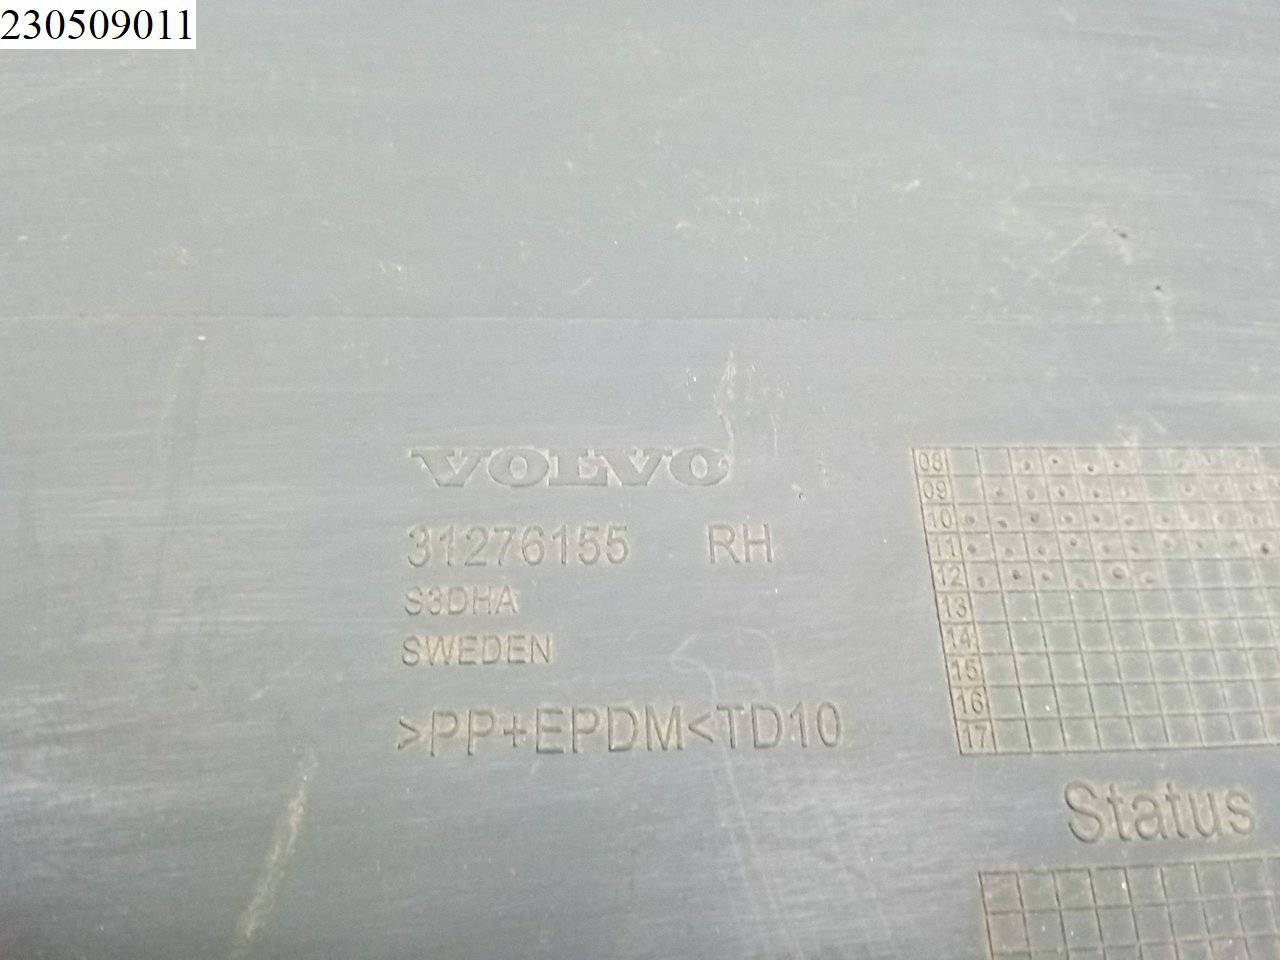 230509011
VOLVO
31276155 RH
S3DHA
SWEDEN
>PP+EPDM<TD10
08
09
10
11
12
13
14
15
16
17
Status